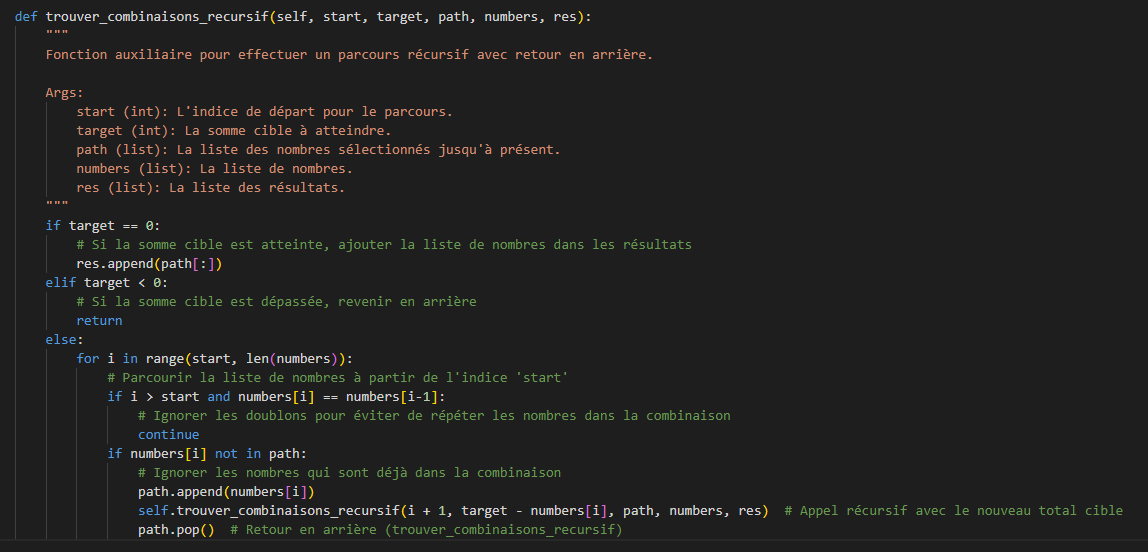 def trouver_combinaisons_recursif(self, start, target, path, numbers, res):
    """
    Fonction auxiliaire pour effectuer un parcours récursif avec retour en arrière.

    Args:
        start (int): L'indice de départ pour le parcours.
        target (int): La somme cible à atteindre.
        path (list): La liste des nombres sélectionnés jusqu'à présent.
        numbers (list): La liste de nombres.
        res (list): La liste des résultats.
    """
    if target == 0:
        # Si la somme cible est atteinte, ajouter la liste de nombres dans les résultats
        res.append(path[:])
    elif target < 0:
        # Si la somme cible est dépassée, revenir en arrière
        return
    else:
        for i in range(start, len(numbers)):
            # Parcourir la liste de nombres à partir de l'indice 'start'
            if i > start and numbers[i] == numbers[i-1]:
                # Ignorer les doublons pour éviter de répéter les nombres dans la combinaison
                continue
            if numbers[i] not in path:
                # Ignorer les nombres qui sont déjà dans la combinaison
                path.append(numbers[i])
                self.trouver_combinaisons_recursif(i + 1, target - numbers[i], path, numbers, res)  # Appel récursif avec le nouveau total cible
                path.pop()  # Retour en arrière (trouver_combinaisons_recursif)